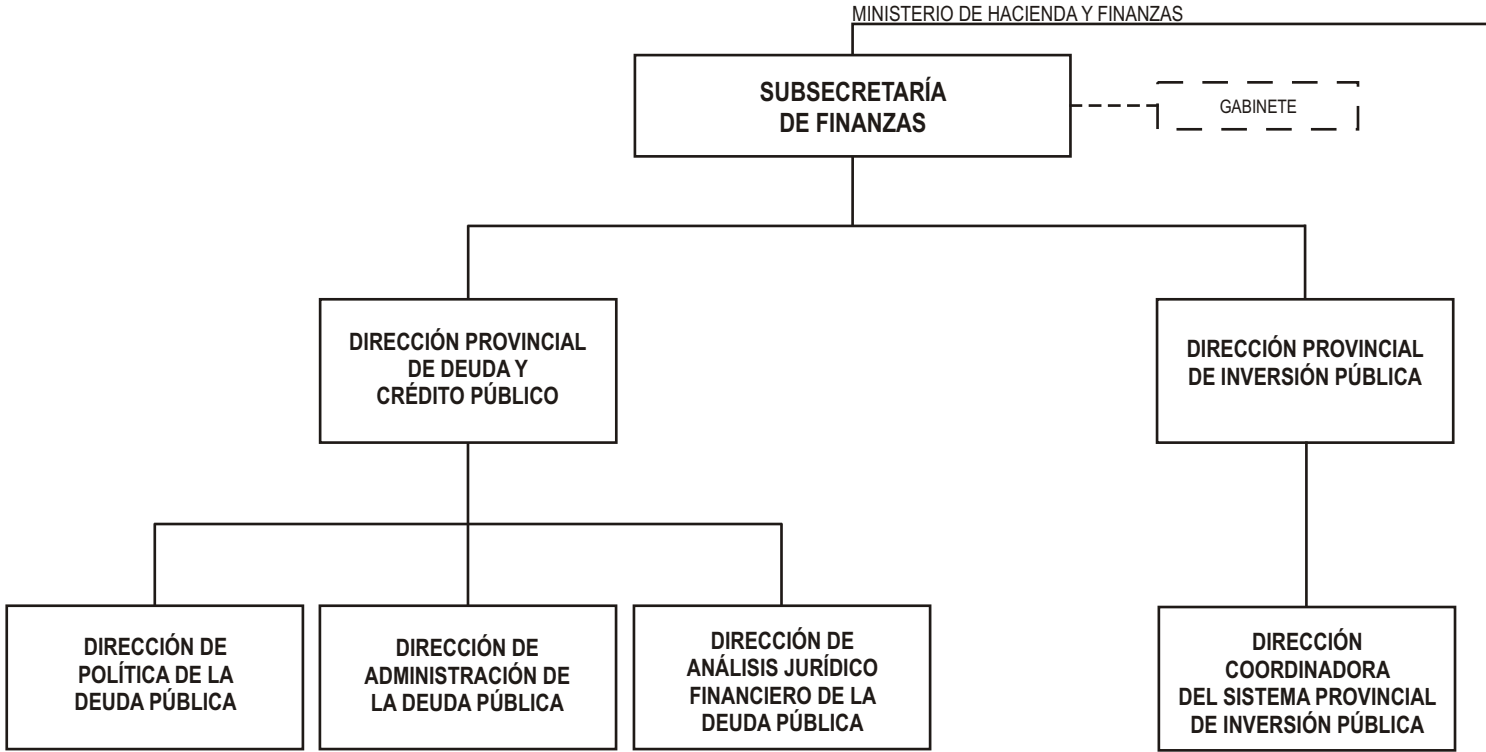 MINISTERIO DE HACIENDA Y FINANZAS
SUBSECRETARÍA
DE FINANZAS
GABINETE
DIRECCIÓN PROVINCIAL
DE DEUDA Y
CRÉDITO PÚBLICO
DIRECCIÓN PROVINCIAL
DE INVERSIÓN PÚBLICA
DIRECCIÓN DE
POLÍTICA DE LA
DEUDA PÚBLICA
DIRECCIÓN DE
ADMINISTRACIÓN DE
LA DEUDA PÚBLICA
DIRECCIÓN DE
ANÁLISIS JURÍDICO
FINANCIERO DE LA
DEUDA PÚBLICA
DIRECCIÓN
COORDINADORA
DEL SISTEMA PROVINCIAL
DE INVERSIÓN PÚBLICA